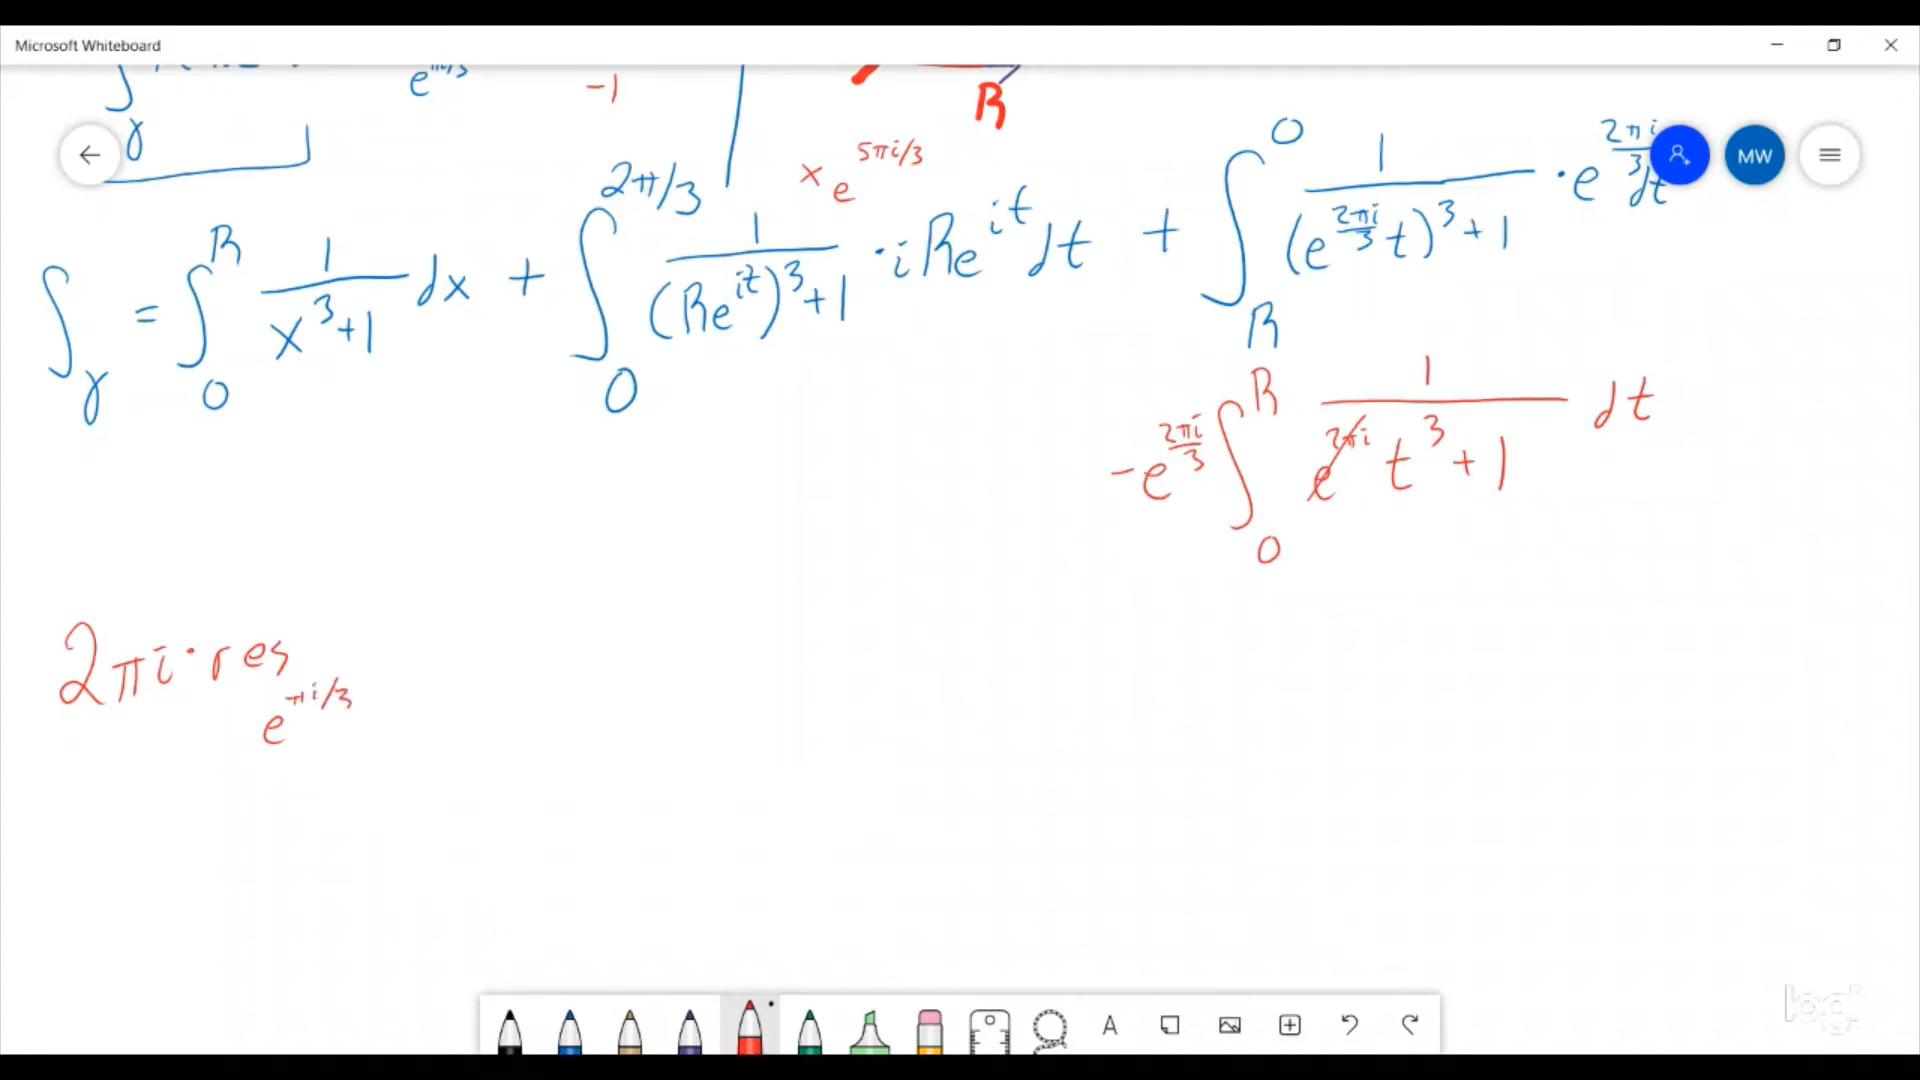 Microsoft Whiteboard
∫_γ e^{πi/3} -1 R
x e^{5πi/3}
MW
∫_γ = ∫_0^R 1/(x^3+1) dx + ∫_0^{2π/3} 1/((Re^{it})^3+1) · iRe^{it} dt + ∫_R^0 1/((e^{2πi/3} t)^3+1) · e^{2πi/3} dt
-e^{2πi/3} ∫_0^R 1/(e^{2πi} t^3+1) dt
2πi · res_{e^{πi/3}}
A
logi